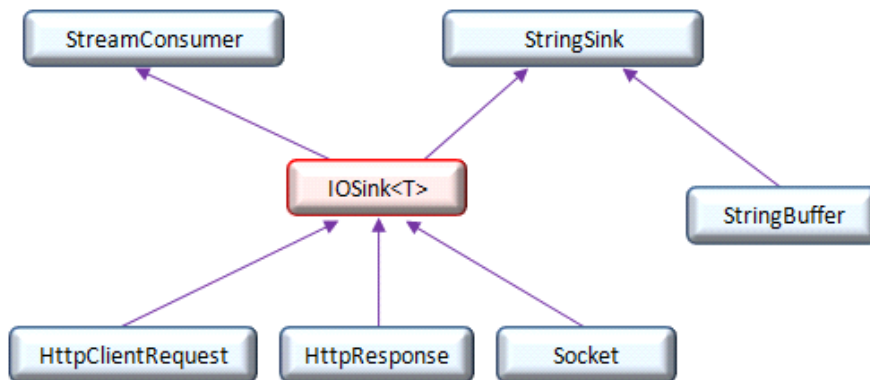 StreamConsumer
StringSink
IOSink<T>
StringBuffer
HttpClientRequest
HttpResponse
Socket